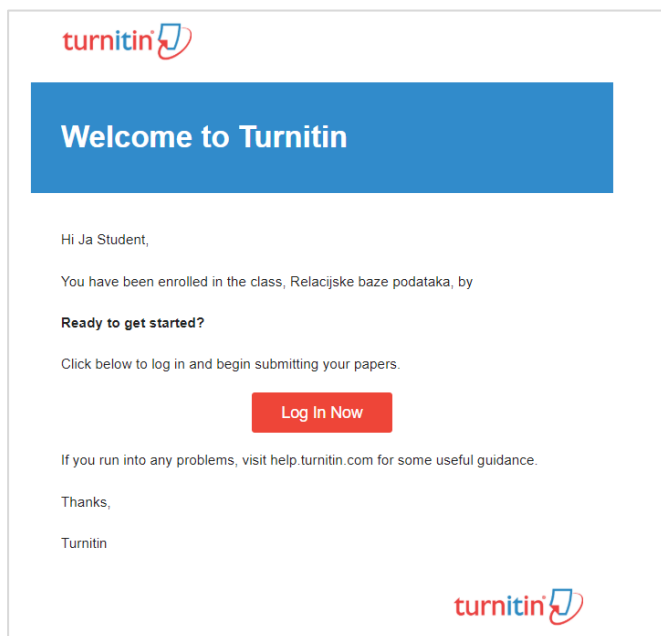 turnitin
Welcome to Turnitin
Hi Ja Student,
You have been enrolled in the class, Relacijske baze podataka, by
Ready to get started?
Click below to log in and begin submitting your papers.
Log In Now
If you run into any problems, visit help.turnitin.com for some useful guidance.
Thanks,
Turnitin
turnitin